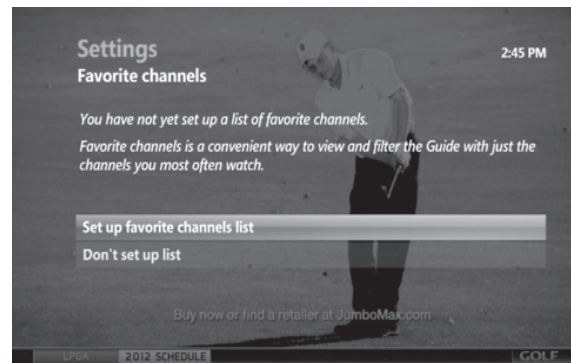 Settings
2:45 PM
Favorite channels
You have not yet set up a list of favorite channels.
Favorite channels is a convenient way to view and filter the Guide with just the
channels you most often watch.
Set up favorite channels list
Don't set up list
Buy now or find a retailer at JumboMax.com
LPGA
2012 SCHEDULE
GOLF